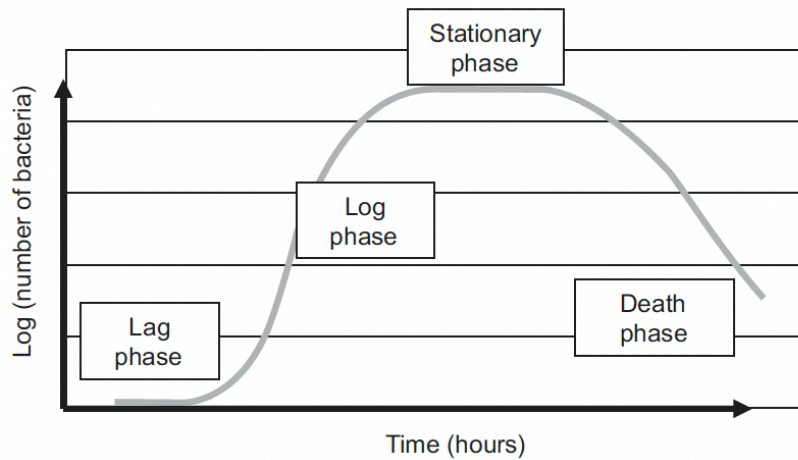 Stationary
phase
Log
phase
Lag
phase
Death
phase
Log (number of bacteria)
Time (hours)